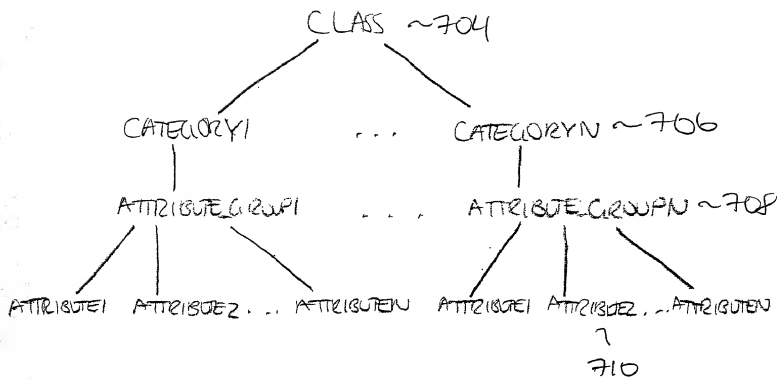 CLASS ~704
CATEGORY1 ... CATEGORYN ~706
ATTRIBUTE_GROUP1 ... ATTRIBUTE_GROUPN ~708
ATTRIBUTE1 ATTRIBUTE2 ... ATTRIBUTEN ATTRIBUTE1 ATTRIBUTE2 ... ATTRIBUTEN
710